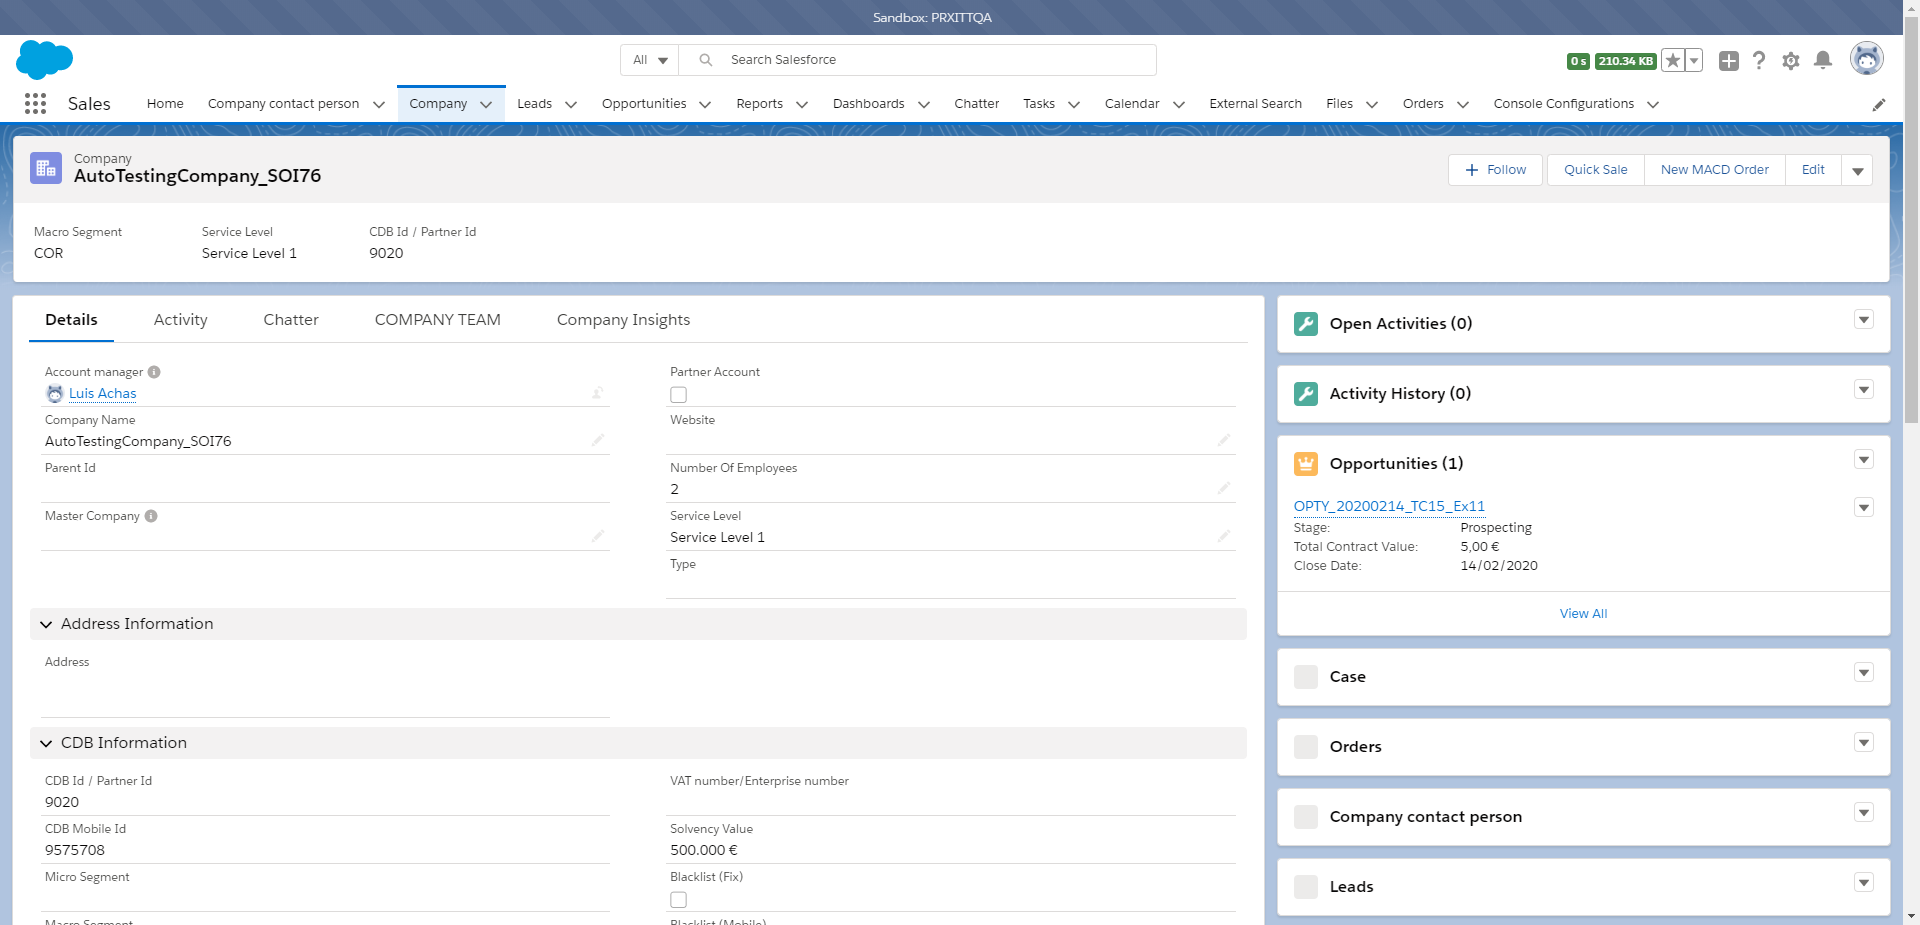 Sandbox: PRXITTQA
All
Search Salesforce
0 s
210.34 KB
Sales
Home
Company contact person
Company
Leads
Opportunities
Reports
Dashboards
Chatter
Tasks
Calendar
External Search
Files
Orders
Console Configurations
Company
AutoTestingCompany_SOI76
Follow
Quick Sale
New MACD Order
Edit
Macro Segment
COR
Service Level
Service Level 1
CDB Id / Partner Id
9020
Details
Activity
Chatter
COMPANY TEAM
Company Insights
Account manager
Luis Achas
Company Name
AutoTestingCompany_SOI76
Parent Id
Master Company
Partner Account
Website
Number Of Employees
2
Service Level
Service Level 1
Type
Address Information
Address
CDB Information
CDB Id / Partner Id
9020
CDB Mobile Id
9575708
Micro Segment
Macro Segment
VAT number/Enterprise number
Solvency Value
500.000 €
Blacklist (Fix)
Blacklist (Mobile)
Open Activities (0)
Activity History (0)
Opportunities (1)
OPTY_20200214_TC15_Ex11
Stage:
Prospecting
Total Contract Value:
5,00 €
Close Date:
14/02/2020
View All
Case
Orders
Company contact person
Leads